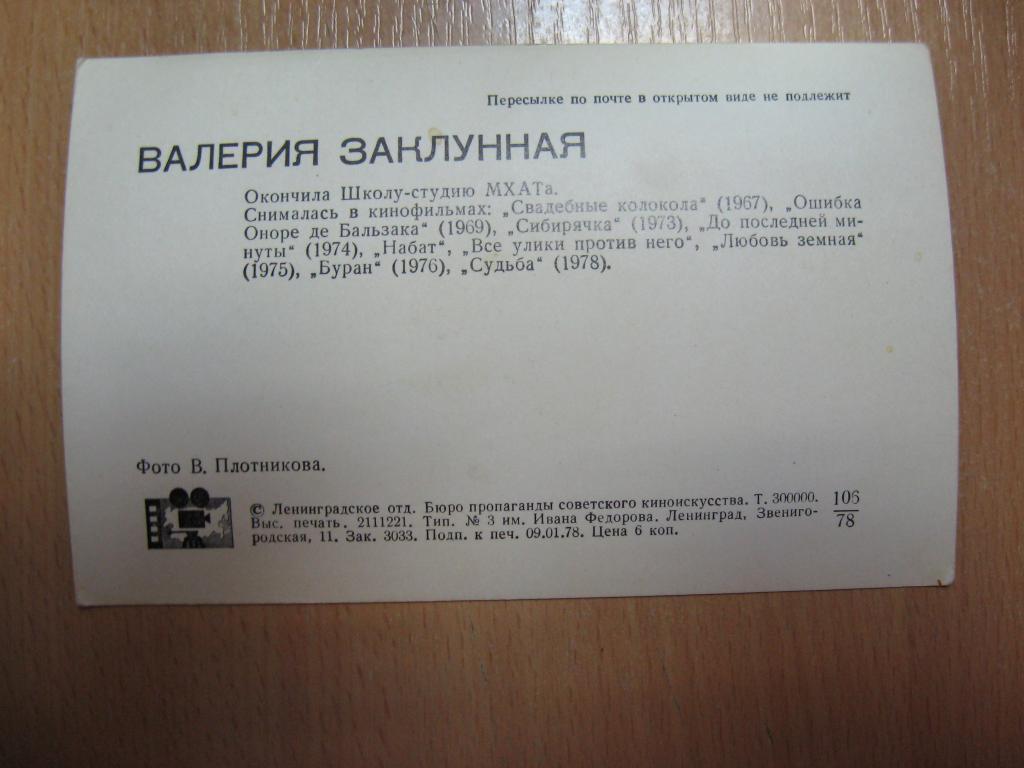 Пересылке по почте в открытом виде не подлежит
ВАЛЕРИЯ ЗАКЛУННАЯ
Окончила Школу-студию МХАТа.
Снималась в кинофильмах: „Свадебные колокола“ (1967), „Ошибка
Оноре де Бальзака“ (1969), „Сибирячка“ (1973), „До последней ми-
нуты“ (1974), „Набат“, „Все улики против него“, „Любовь земная“
(1975), „Буран“ (1976), „Судьба“ (1978).
Фото В. Плотникова.
© Ленинградское отд. Бюро пропаганды советского киноискусства. Т. 300000.
Выс. печать. 2111221. Тип. № 3 им. Ивана Федорова. Ленинград, Звениго-
родская, 11. Зак. 3033. Подп. к печ. 09.01.78. Цена 6 коп.
106
78